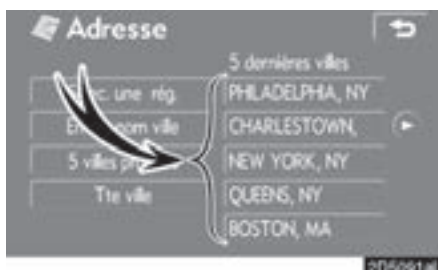 Adresse
5 dernières villes
c. une rég.
PHILADELPHIA, NY
nom ville
CHARLESTOWN,
5 villes
NEW YORK, NY
Tte ville
QUEENS, NY
BOSTON, MA